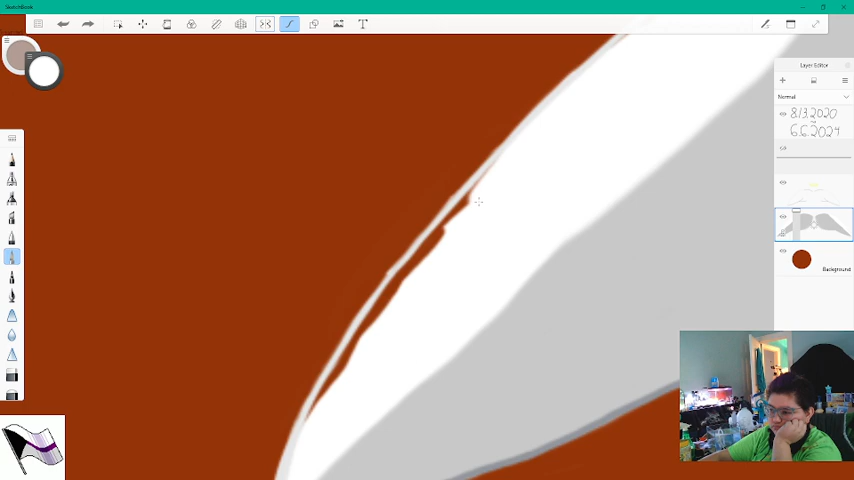 SketchBook
Layer Editor
Normal
8.13.2020
6.6.2024
Background